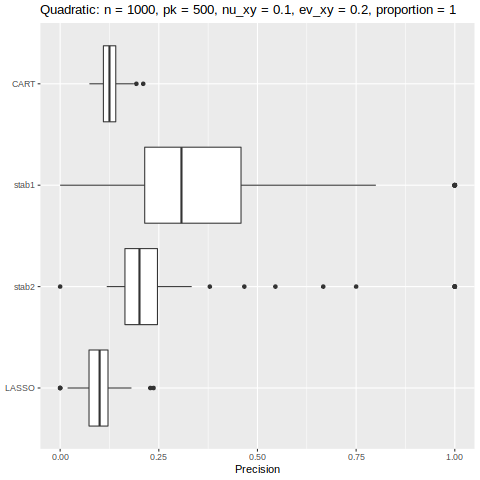 Quadratic: n = 1000, pk = 500, nu_xy = 0.1, ev_xy = 0.2, proportion = 1
CART
stab1
stab2
LASSO
0.00 0.25 0.50 0.75 1.00
Precision